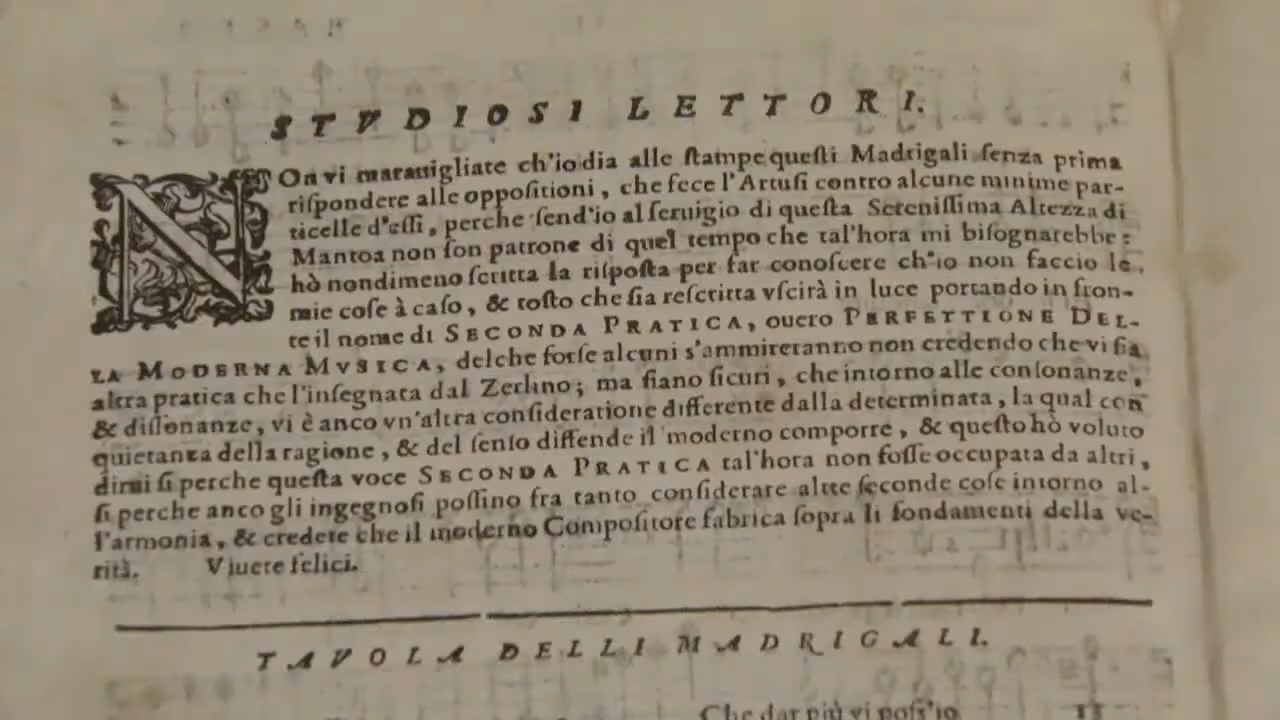 STVDIOSI LETTORI.
NOn vi marauigliate ch'io dia alle ſtampe queſti Madrigali ſenza prima
riſpondere alle oppoſitioni, che fece l'Artuſi contro alcune minime par-
ticelle d'eſſi, perche ſend'io al ſeruigio di queſta Sereniſſima Altezza di
Mantoa non ſon patrone di quel tempo che tal'hora mi biſognarebbe:
hò nondimeno ſcritta la riſpoſta per far conoſcere ch'io non faccio le
mie coſe à caſo, & toſto che ſia reſcritta vſcirà in luce portando in fron-
te il nome di SECONDA PRATICA, ouero PERFETTIONE DEL-
LA MODERNA MVSICA, delche forſe alcuni s'ammireranno non credendo che vi ſia
altra pratica che l'inſegnata dal Zerlino; ma ſiano ſicuri, che intorno alle conſonanze,
& diſſonanze, vi è anco vn'altra conſideratione differente dalla determinata, la qual con
quietanza della ragione, & del ſenſo diffende il moderno comporre, & queſto hò voluto
dirui ſi perche queſta voce SECONDA PRATICA tal'hora non foſſe occupata da altri,
ſi perche anco gli ingegnoſi poſſino fra tanto conſiderare altre ſeconde coſe intorno al-
l'armonia, & credere che il moderno Compoſitore fabrica ſopra li fondamenti della ve-
rità. Viuete felici.
TAVOLA DELLI MADRIGALI.
Che dar più vi poſſ'io